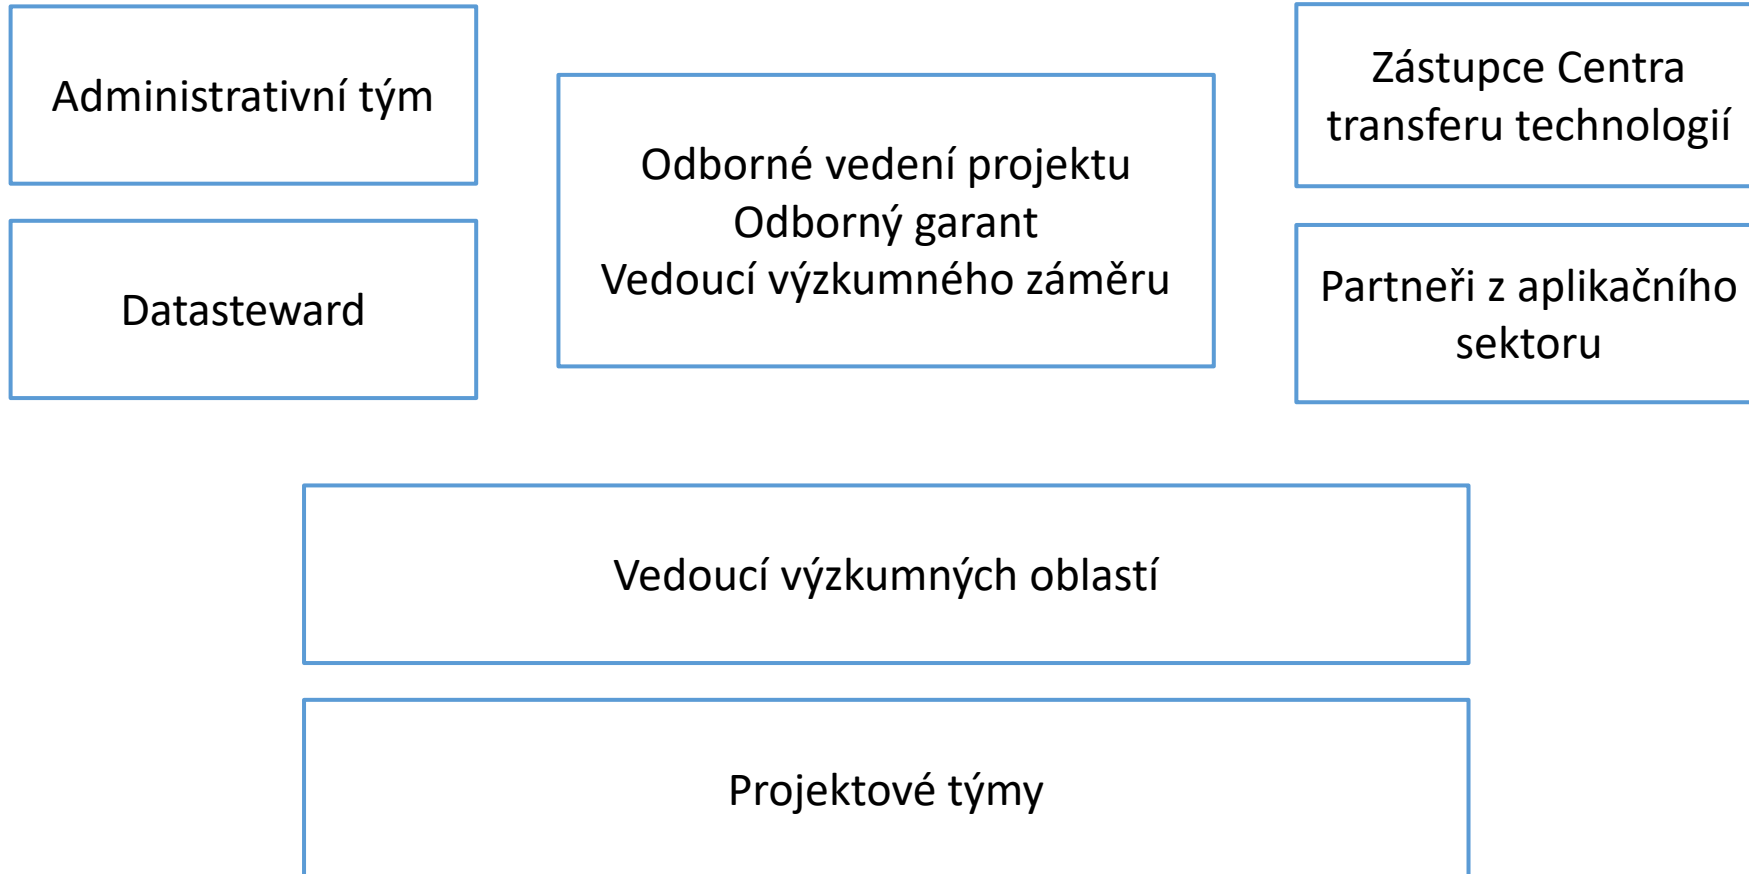 Administrativní tým
Datasteward
Odborné vedení projektu
Odborný garant
Vedoucí výzkumného záměru
Zástupce Centra
transferu technologií
Partneři z aplikačního
sektoru
Vedoucí výzkumných oblastí
Projektové týmy